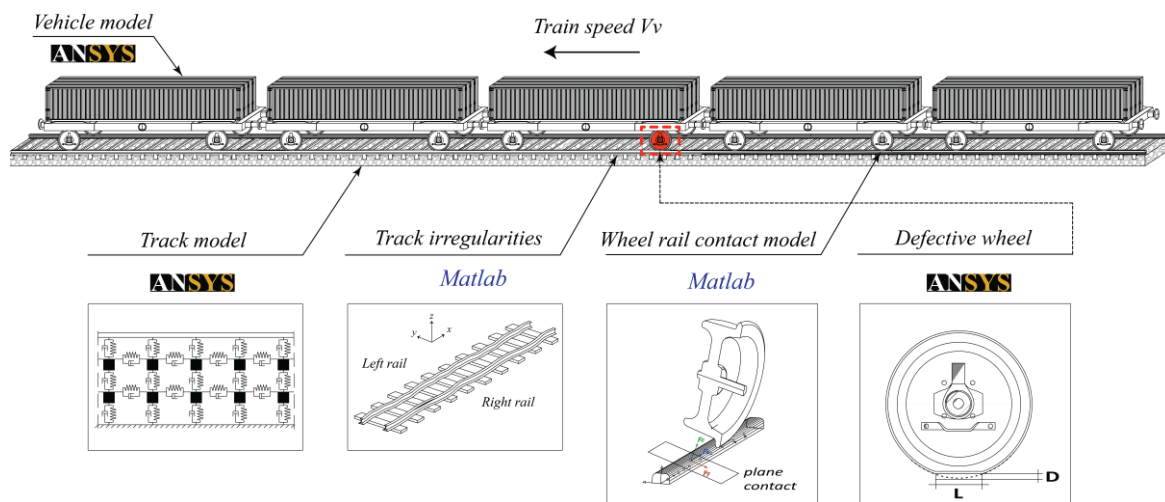 Vehicle model
ANSYS
Train speed Vv
Track model
Track irregularities
Wheel rail contact model
Defective wheel
ANSYS
Matlab
Matlab
ANSYS
z
y
x
Left rail
Right rail
plane
contact
D
L